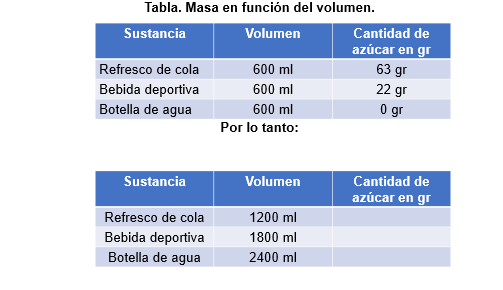 Tabla. Masa en función del volumen.
Sustancia Volumen Cantidad de azúcar en gr
Refresco de cola 600 ml 63 gr
Bebida deportiva 600 ml 22 gr
Botella de agua 600 ml 0 gr
Por lo tanto:
Sustancia Volumen Cantidad de azúcar en gr
Refresco de cola 1200 ml
Bebida deportiva 1800 ml
Botella de agua 2400 ml